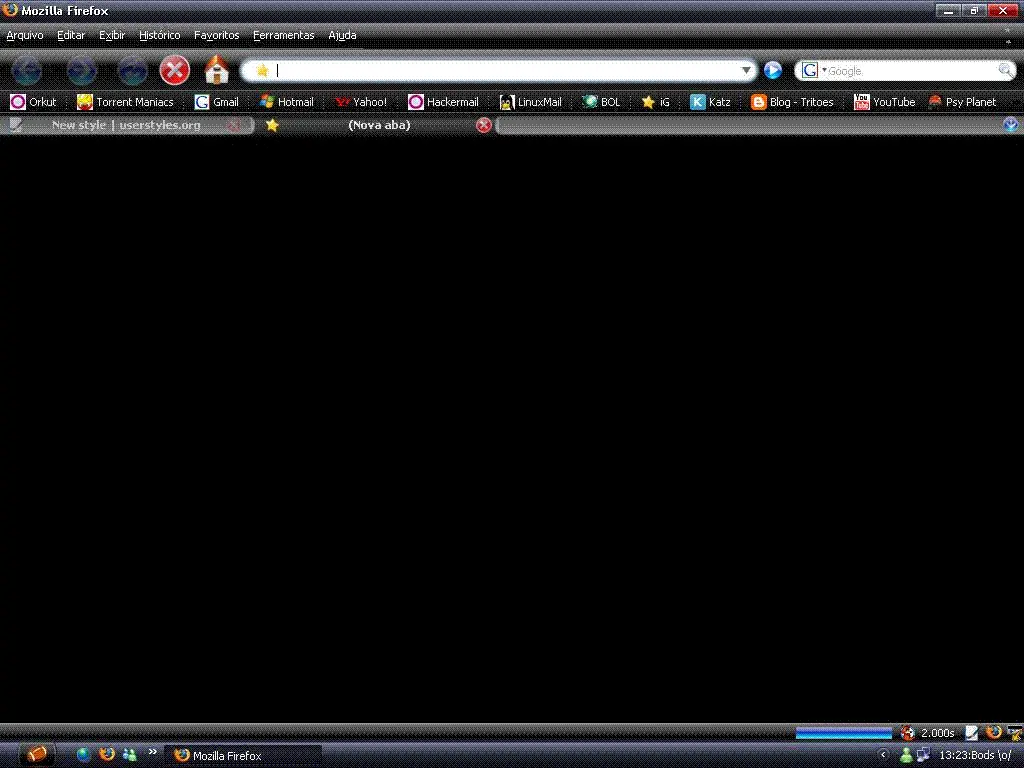 Mozilla Firefox
Arquivo Editar Exibir Histórico Favoritos Ferramentas Ajuda
Google
Orkut Torrent Maniacs Gmail Hotmail Yahoo! Hackermail LinuxMail BOL iG Katz Blog - Tritoes YouTube Psy Planet
New style | userstyles.org (Nova aba)
2.000s
Mozilla Firefox 13:23:Bods \o/